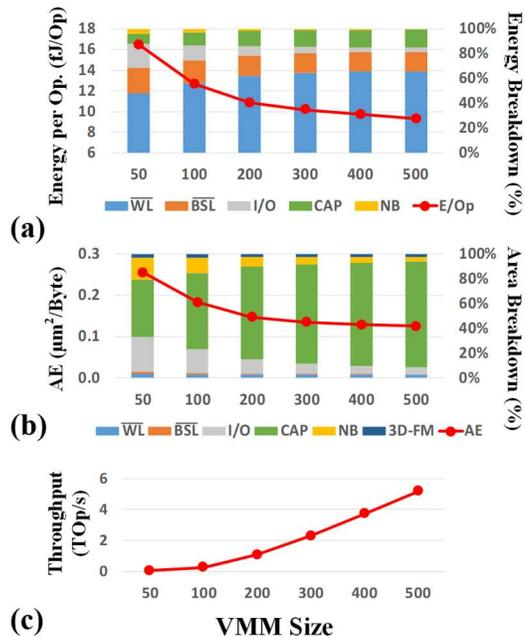 Energy per Op. (fJ/Op)
18
16
14
12
10
8
6
100%
80%
60%
40%
20%
0%
Energy Breakdown (%)
50 100 200 300 400 500
WL BSL I/O CAP NB E/Op
(a)
AE (µm²/Byte)
0.3
0.2
0.1
0.0
100%
80%
60%
40%
20%
0%
Area Breakdown (%)
50 100 200 300 400 500
WL BSL I/O CAP NB 3D-FM AE
(b)
Throughput
(TOp/s)
6
4
2
0
50 100 200 300 400 500
(c)
VMM Size